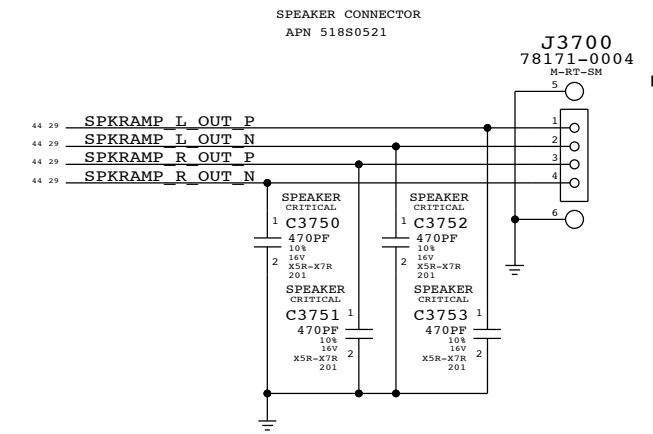 SPEAKER CONNECTOR
APN 518S0521
J3700
78171-0004
M-RT-SM
5
44 29 SPKRAMP_L_OUT_P 1
44 29 SPKRAMP_L_OUT_N 2
44 29 SPKRAMP_R_OUT_P 3
44 29 SPKRAMP_R_OUT_N 4
6
SPEAKER
CRITICAL
1 C3750
470PF
10%
16V
2 X5R-X7R
201
SPEAKER
CRITICAL
1 C3752
470PF
10%
16V
2 X5R-X7R
201
SPEAKER
CRITICAL
C3751 1
470PF
10%
16V
X5R-X7R 2
201
SPEAKER
CRITICAL
C3753 1
470PF
10%
16V
X5R-X7R 2
201